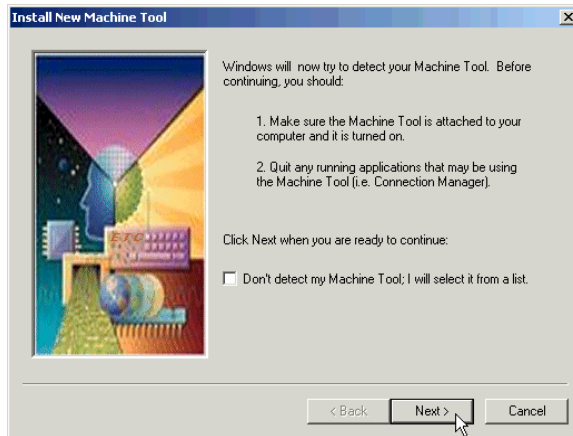 Install New Machine Tool
Windows will now try to detect your Machine Tool. Before
continuing, you should:
1. Make sure the Machine Tool is attached to your
computer and it is turned on.
2. Quit any running applications that may be using
the Machine Tool (i.e. Connection Manager).
ETC
Click Next when you are ready to continue:
Don't detect my Machine Tool; I will select it from a list.
< Back
Next >
Cancel